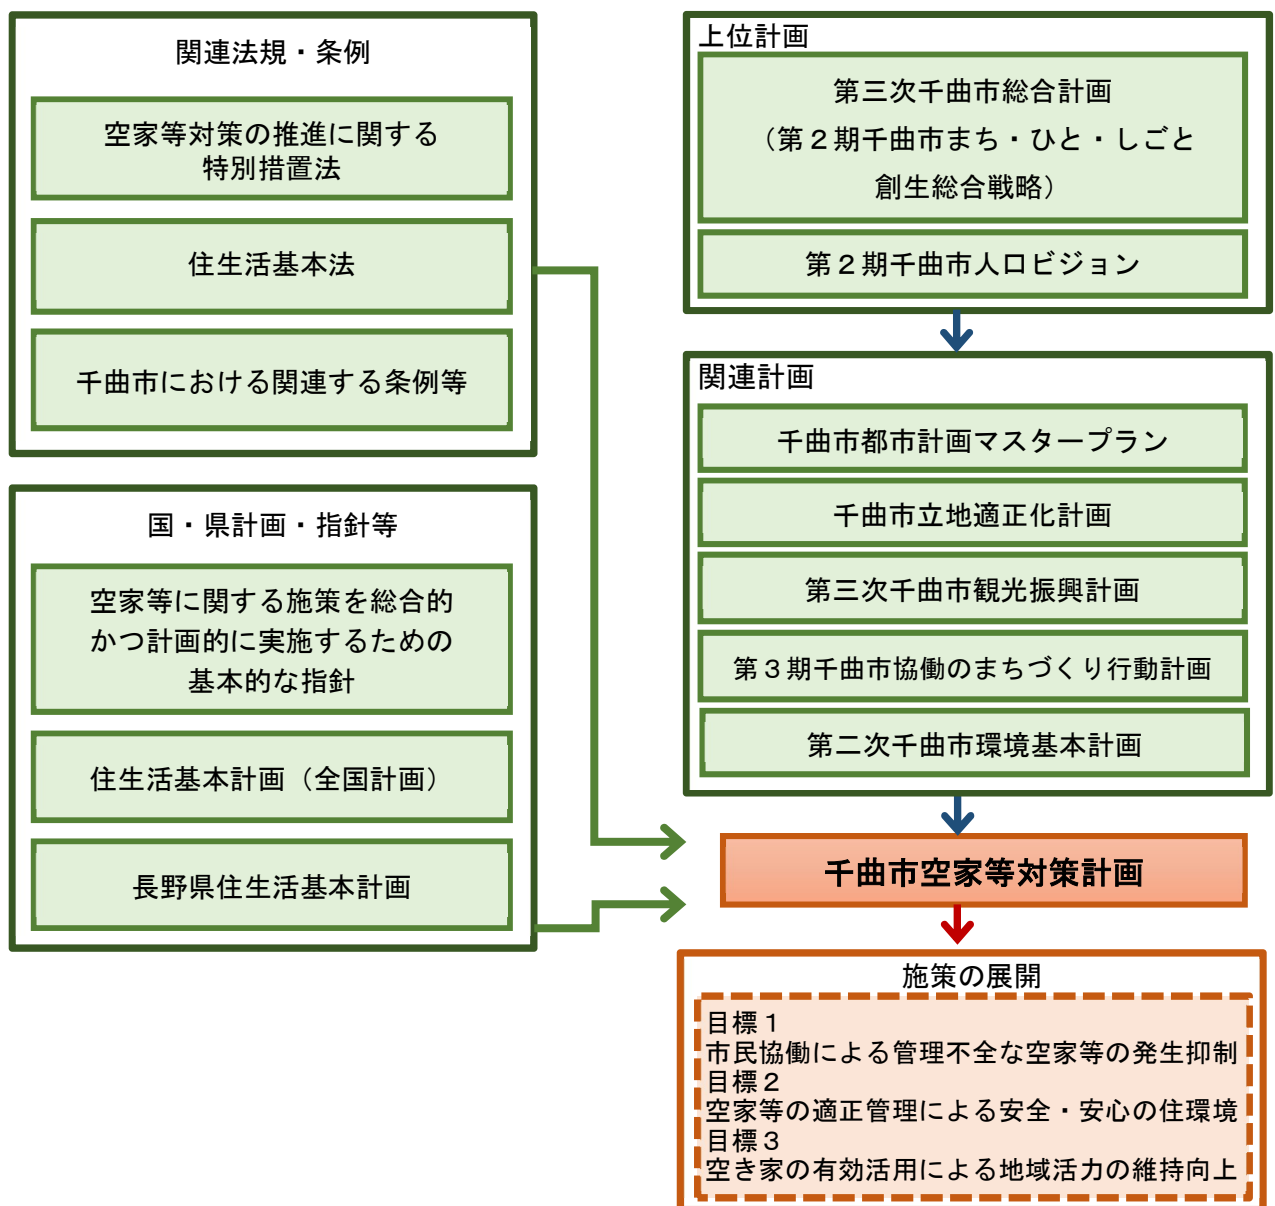 関連法規・条例
空家等対策の推進に関する
特別措置法
住生活基本法
千曲市における関連する条例等
国・県計画・指針等
空家等に関する施策を総合的
かつ計画的に実施するための
基本的な指針
住生活基本計画（全国計画）
長野県住生活基本計画
上位計画
第三次千曲市総合計画
（第２期千曲市まち・ひと・しごと
創生総合戦略）
第２期千曲市人口ビジョン
関連計画
千曲市都市計画マスタープラン
千曲市立地適正化計画
第三次千曲市観光振興計画
第３期千曲市協働のまちづくり行動計画
第二次千曲市環境基本計画
千曲市空家等対策計画
施策の展開
目標１
市民協働による管理不全な空家等の発生抑制
目標２
空家等の適正管理による安全・安心の住環境
目標３
空き家の有効活用による地域活力の維持向上